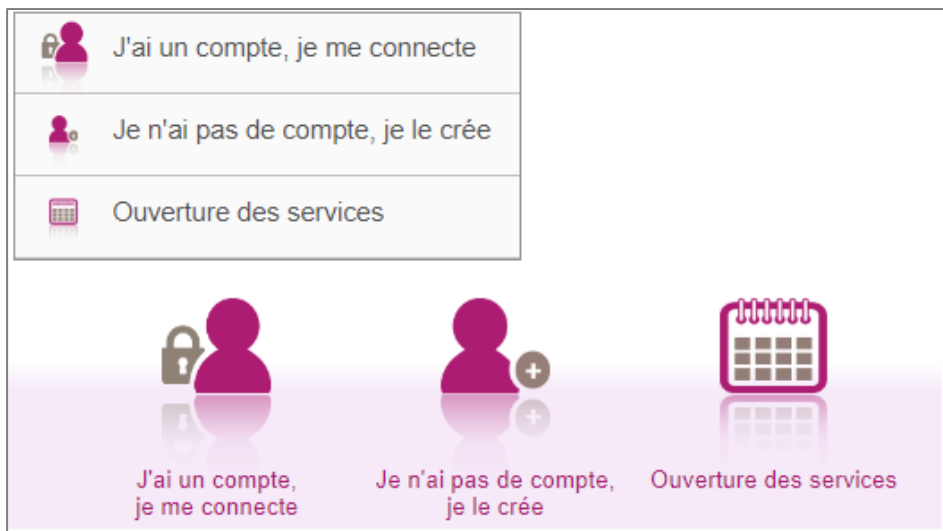 J'ai un compte, je me connecte
Je n'ai pas de compte, je le crée
Ouverture des services
J'ai un compte,
je me connecte
Je n'ai pas de compte,
je le crée
Ouverture des services